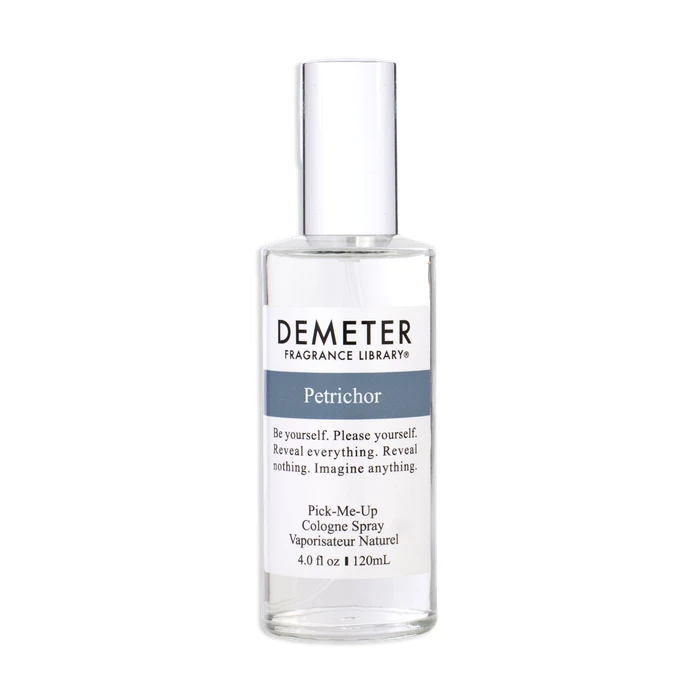 DEMETER
FRAGRANCE LIBRARY®
Petrichor
Be yourself. Please yourself.
Reveal everything. Reveal
nothing. Imagine anything.
Pick-Me-Up
Cologne Spray
Vaporisateur Naturel
4.0 fl oz ▮ 120mL